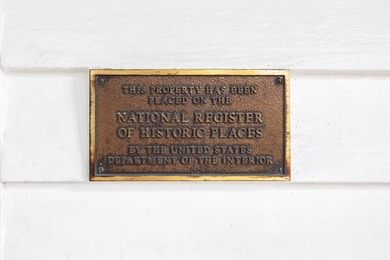 THIS PROPERTY HAS BEEN
PLACED ON THE
NATIONAL REGISTER
OF HISTORIC PLACES
BY THE UNITED STATES
DEPARTMENT OF THE INTERIOR